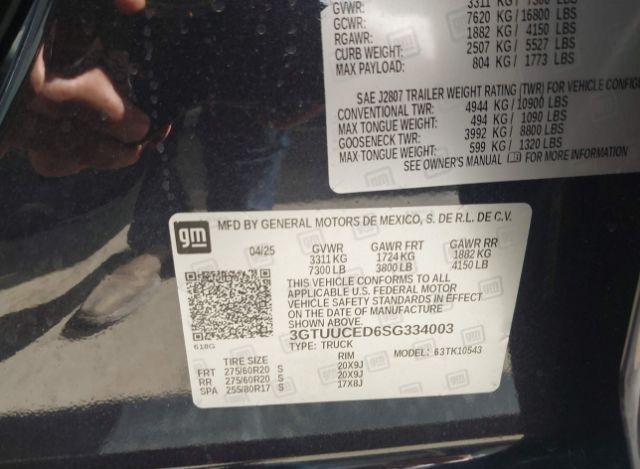 GVWR: 3311 KG / 7300 LBS
GCWR: 7620 KG / 16800 LBS
RGAWR: 1882 KG / 4150 LBS
CURB WEIGHT: 2507 KG / 5527 LBS
MAX PAYLOAD: 804 KG / 1773 LBS
SAE J2807 TRAILER WEIGHT RATING (TWR) FOR VEHICLE
CONVENTIONAL TWR: 4944 KG / 10900 LBS
MAX TONGUE WEIGHT: 494 KG / 1090 LBS
GOOSENECK TWR: 3992 KG / 8800 LBS
MAX TONGUE WEIGHT: 599 KG / 1320 LBS
SEE OWNER'S MANUAL FOR MORE INFORMATION
gm
MFD BY GENERAL MOTORS DE MEXICO, S. DE R.L. DE C.V.
04/25 GVWR GAWR FRT GAWR RR
3311 KG 1724 KG 1882 KG
7300 LB 3800 LB 4150 LB
THIS VEHICLE CONFORMS TO ALL
APPLICABLE U.S. FEDERAL MOTOR
VEHICLE SAFETY STANDARDS IN EFFECT
ON THE DATE OF MANUFACTURE
SHOWN ABOVE.
3GTUUCED6SG334003
618G
TYPE: TRUCK MODEL: 63TK10543
TIRE SIZE RIM
FRT 275/60R20 S 20X9J
RR 275/60R20 S 20X9J
SPA 255/80R17 S 17X8J